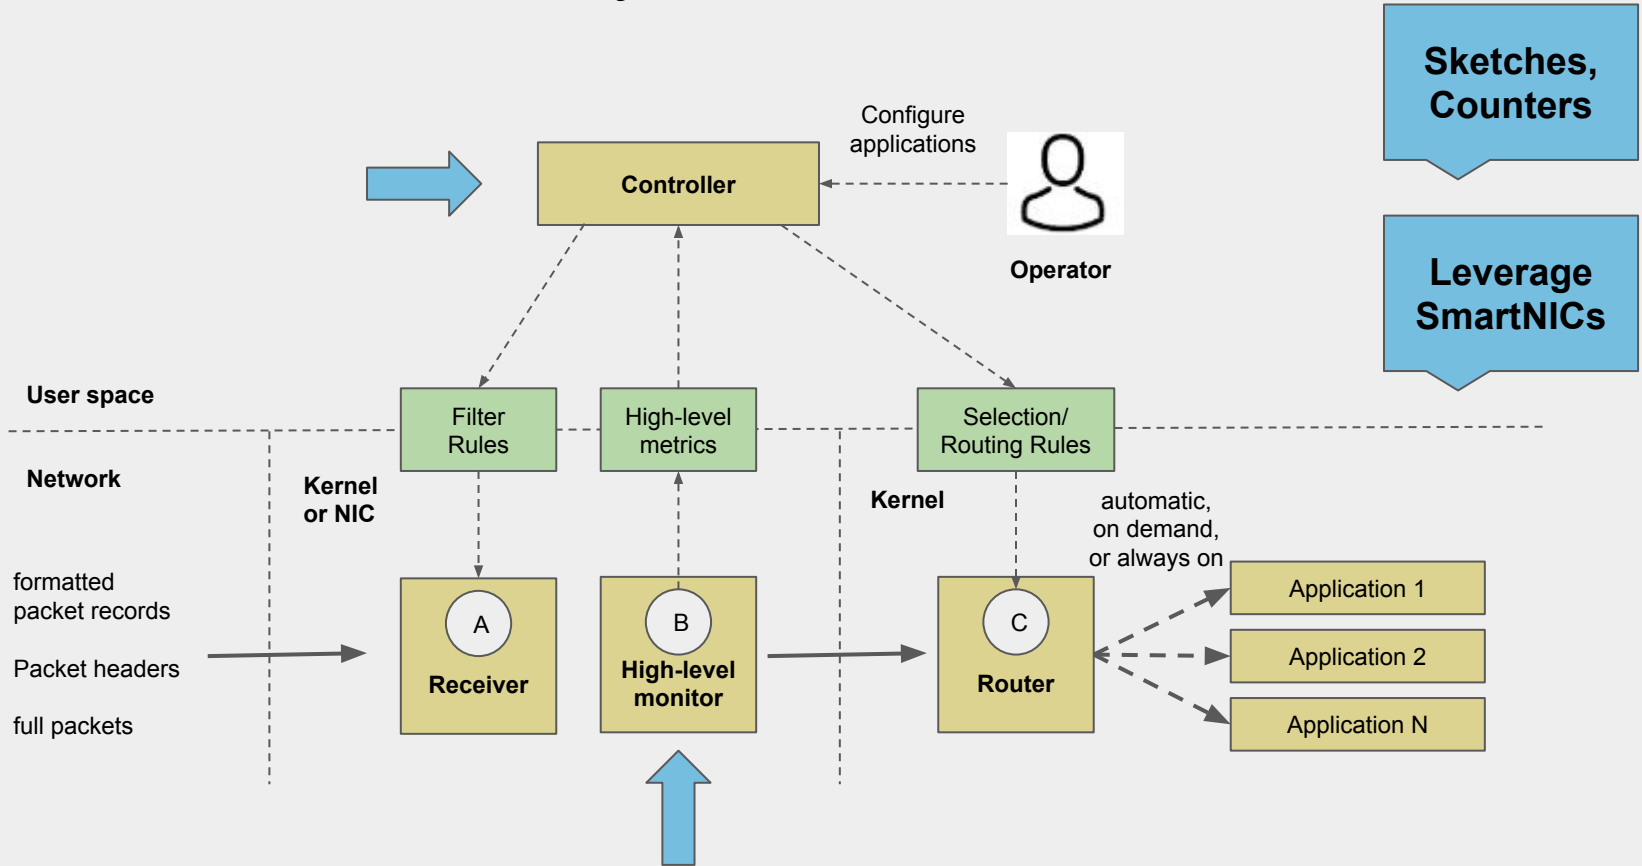 Sketches,
Counters
Configure
applications
Controller
Operator
Leverage
SmartNICs
User space
Filter
Rules
High-level
metrics
Selection/
Routing Rules
Network
Kernel
or NIC
Kernel
automatic,
on demand,
or always on
formatted
packet records
Packet headers
full packets
A
Receiver
B
High-level
monitor
C
Router
Application 1
Application 2
Application N